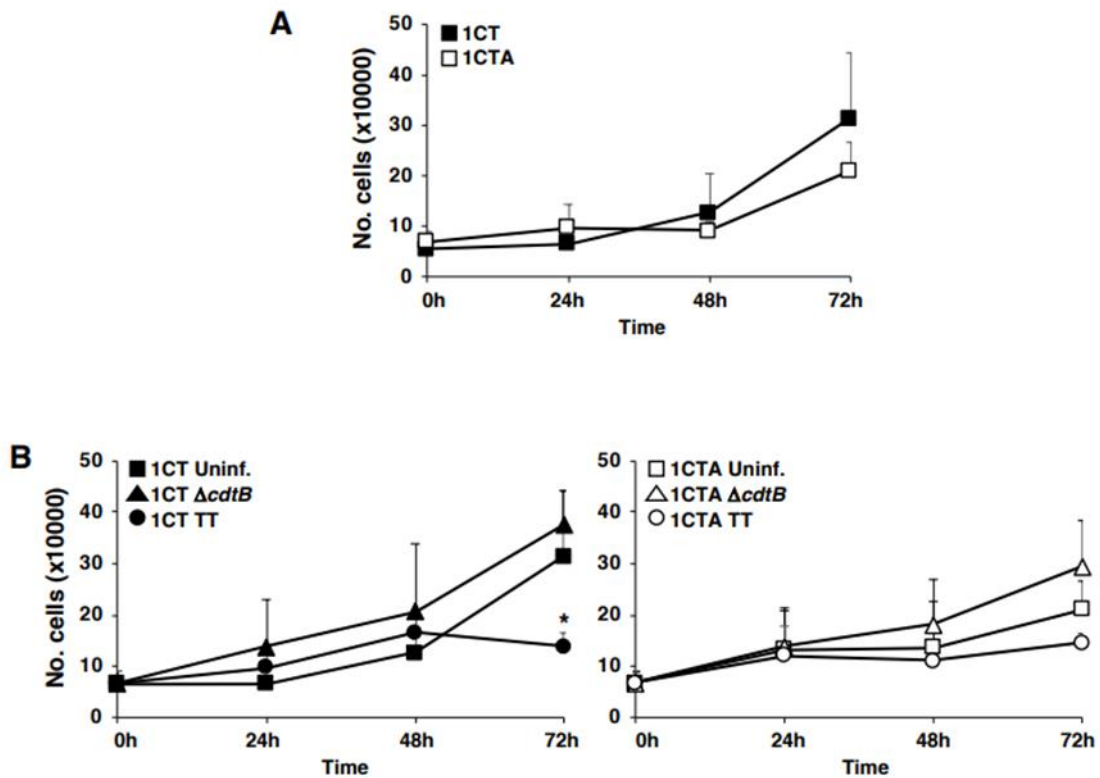 A
No. cells (x10000)
50
40
30
20
10
0
1CT
1CTA
0h 24h 48h 72h
Time
B
No. cells (x10000)
50
40
30
20
10
0
1CT Uninf.
1CT ΔcdtB
1CT TT
*
0h 24h 48h 72h
Time
50
40
30
20
10
0
1CTA Uninf.
1CTA ΔcdtB
1CTA TT
0h 24h 48h 72h
Time